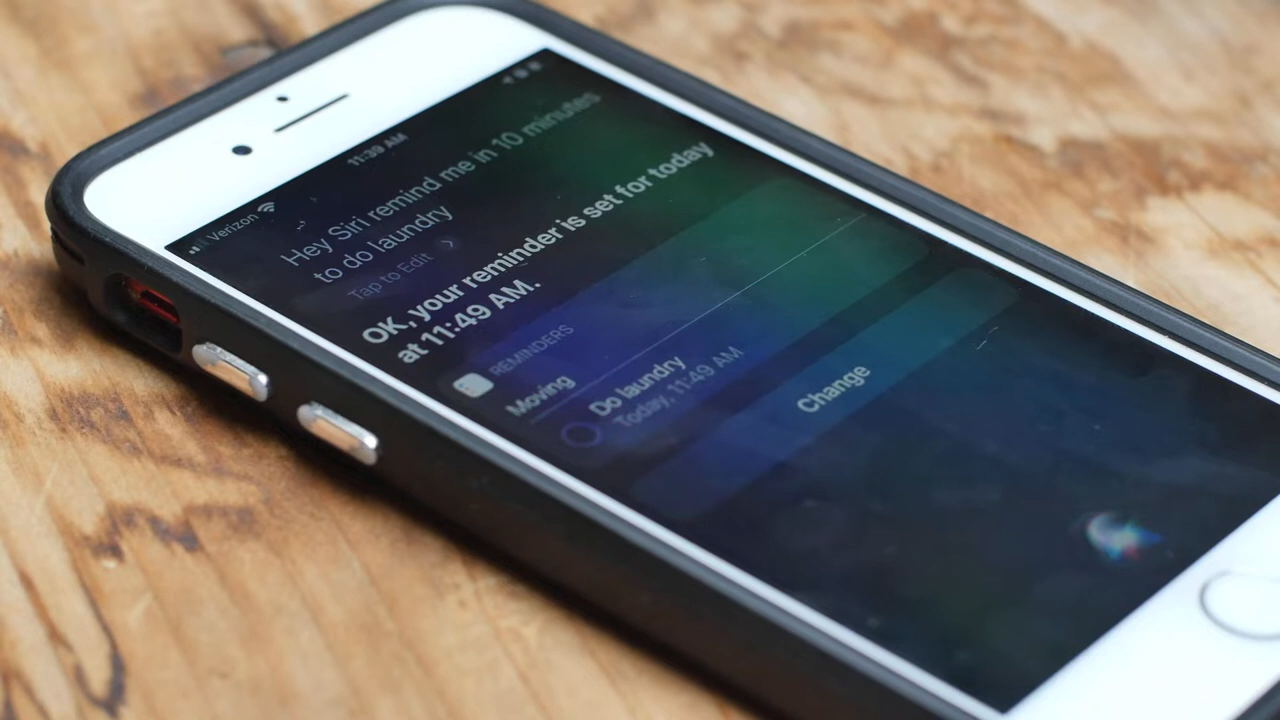 Verizon
11:39 AM
Hey Siri remind me in 10 minutes
to do laundry
Tap to Edit
OK, your reminder is set for today
at 11:49 AM.
REMINDERS
Moving
Do laundry
Today, 11:49 AM
Change